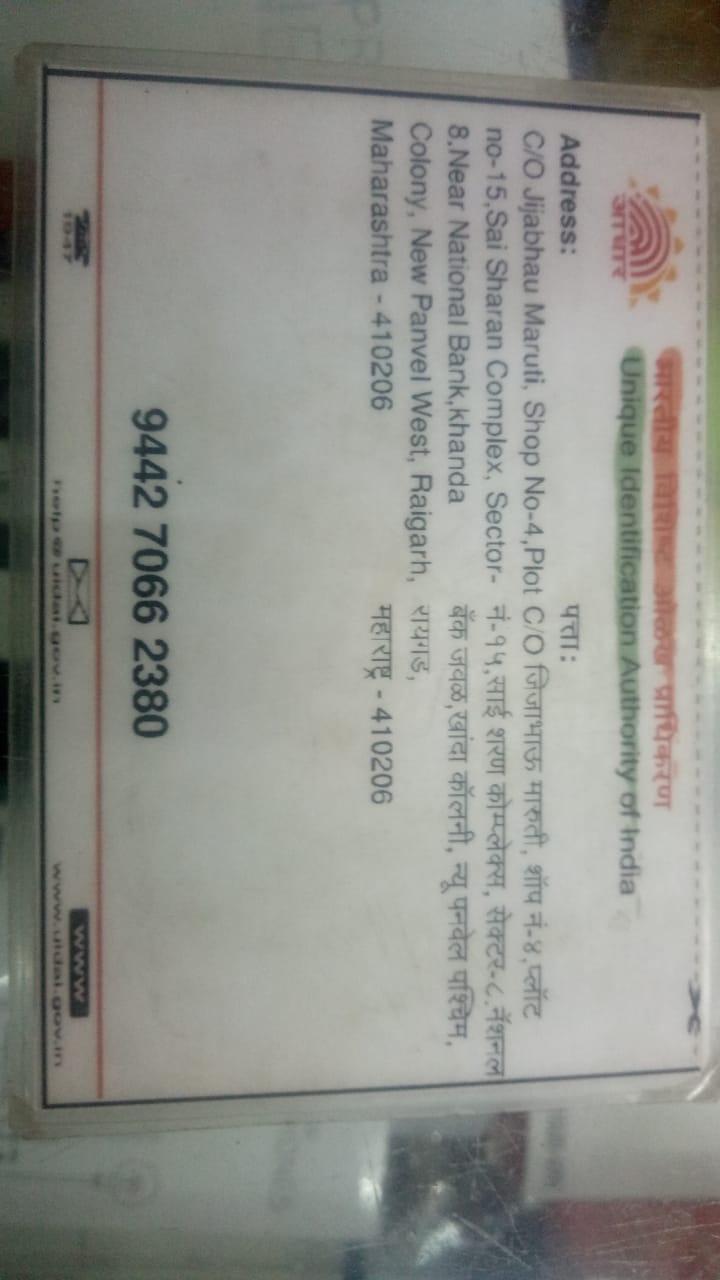 आधार
भारतीय विशिष्ट ओळख प्राधिकरण
Unique Identification Authority of India
Address:
C/O Jijabhau Maruti, Shop No-4,Plot
no-15,Sai Sharan Complex, Sector-
8,Near National Bank,khanda
Colony, New Panvel West, Raigarh,
Maharashtra - 410206
पत्ता:
C/O जिजाभाऊ मारुती, शॉप नं-४,प्लॉट
नं-१५,साई शरण कोम्प्लेक्स, सेक्टर-८,नॅशनल
बँक जवळ,खांदा कॉलनी, न्यू पनवेल पश्चिम,
रायगड,
महाराष्ट्र - 410206
9442 7066 2380
1947
help@uidai.gov.in
www
www.uidai.gov.in